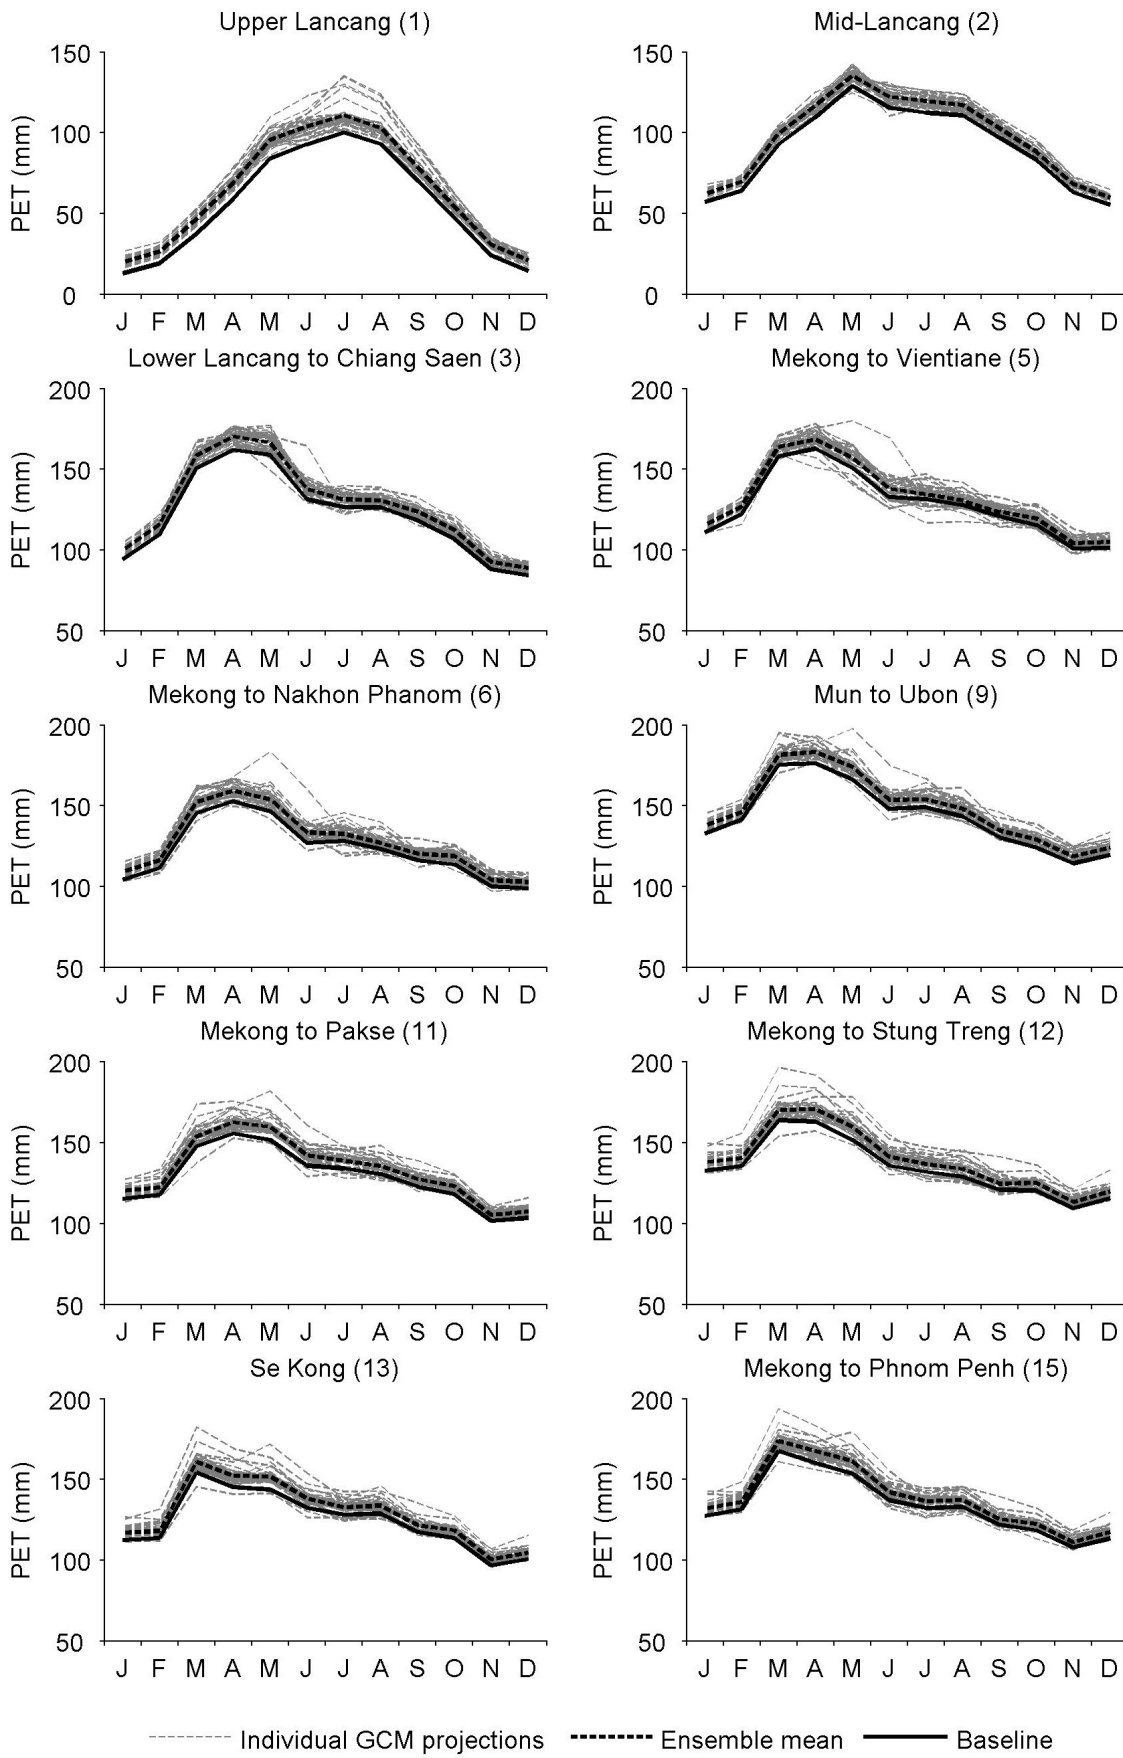 Upper Lancang (1)
PET (mm)
150
100
50
0
J F M A M J J A S O N D
Mid-Lancang (2)
PET (mm)
150
100
50
0
J F M A M J J A S O N D
Lower Lancang to Chiang Saen (3)
PET (mm)
200
150
100
50
J F M A M J J A S O N D
Mekong to Vientiane (5)
PET (mm)
200
150
100
50
J F M A M J J A S O N D
Mekong to Nakhon Phanom (6)
PET (mm)
200
150
100
50
J F M A M J J A S O N D
Mun to Ubon (9)
PET (mm)
200
150
100
50
J F M A M J J A S O N D
Mekong to Pakse (11)
PET (mm)
200
150
100
50
J F M A M J J A S O N D
Mekong to Stung Treng (12)
PET (mm)
200
150
100
50
J F M A M J J A S O N D
Se Kong (13)
PET (mm)
200
150
100
50
J F M A M J J A S O N D
Mekong to Phnom Penh (15)
PET (mm)
200
150
100
50
J F M A M J J A S O N D
Individual GCM projections Ensemble mean Baseline